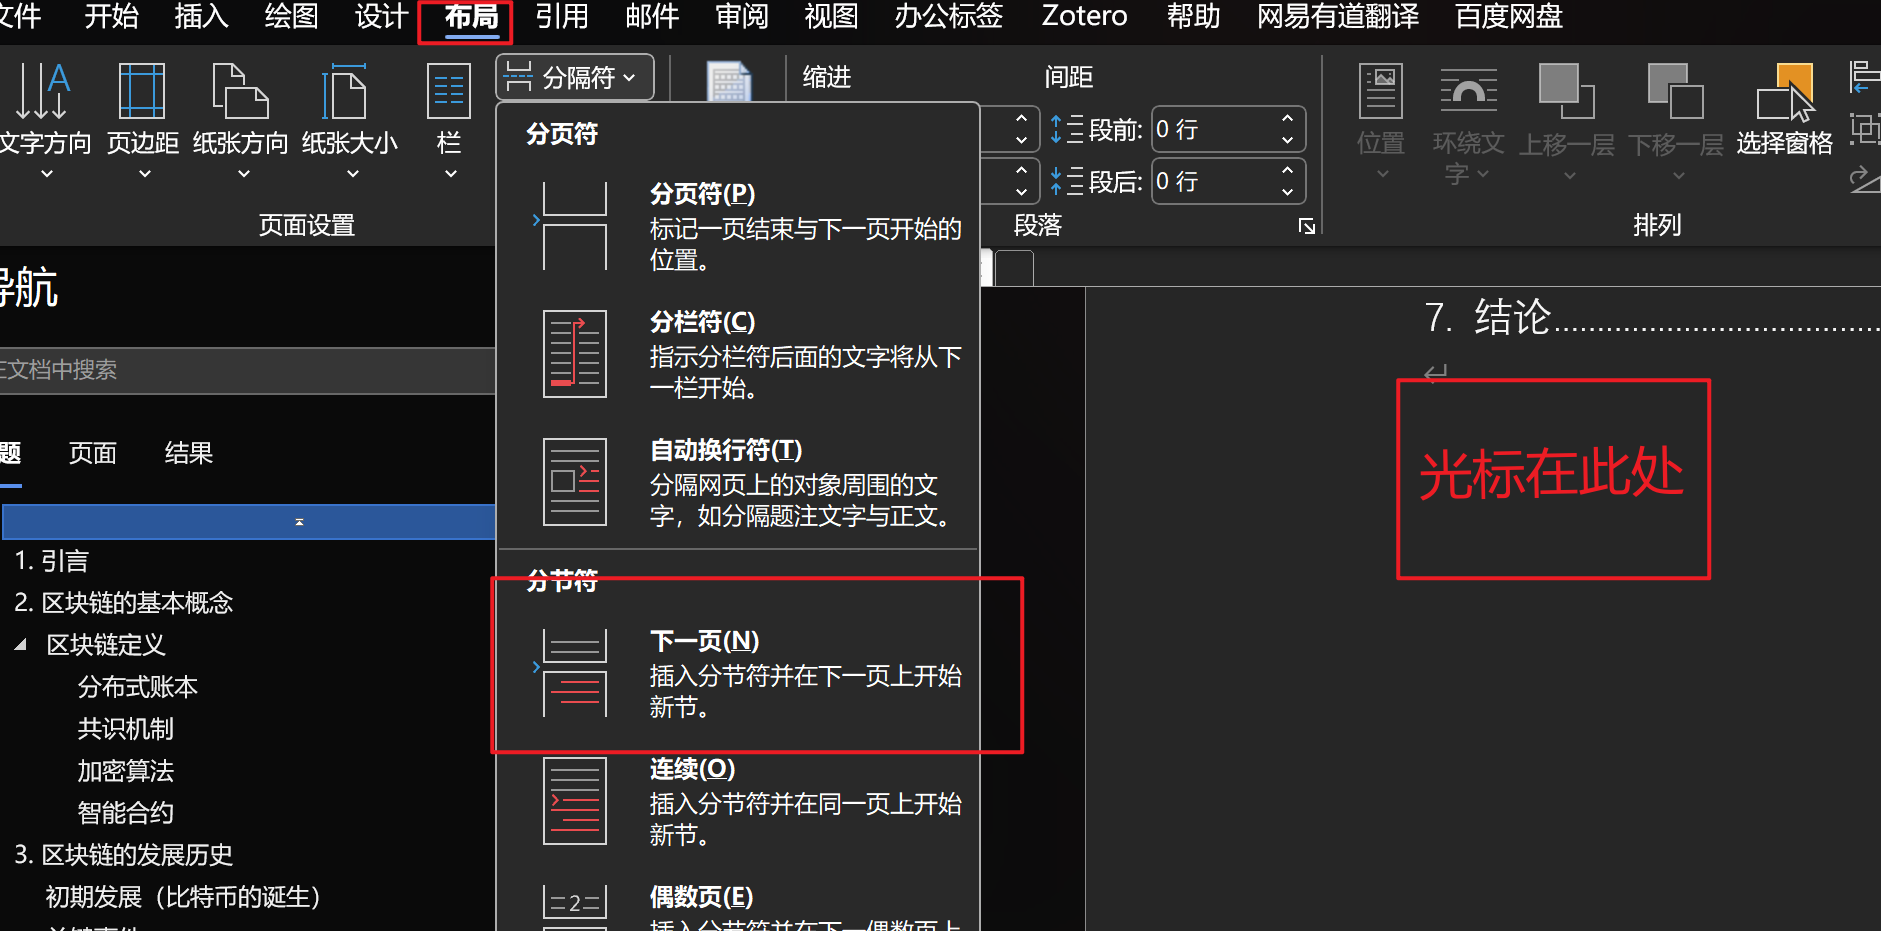 文件 开始 插入 绘图 设计 布局 引用 邮件 审阅 视图 办公标签 Zotero 帮助 网易有道翻译 百度网盘
分隔符 缩进 间距
文字方向 页边距 纸张方向 纸张大小 栏
段前: 0 行
段后: 0 行
位置 环绕文字 上移一层 下移一层 选择窗格
页面设置 段落 排列
导航
在文档中搜索
题 页面 结果
1. 引言
2. 区块链的基本概念
区块链定义
分布式账本
共识机制
加密算法
智能合约
3. 区块链的发展历史
初期发展（比特币的诞生）
分页符
分页符(P)
标记一页结束与下一页开始的
位置。
分栏符(C)
指示分栏符后面的文字将从下
一栏开始。
自动换行符(T)
分隔网页上的对象周围的文
字，如分隔题注文字与正文。
分节符
下一页(N)
插入分节符并在下一页上开始
新节。
连续(O)
插入分节符并在同一页上开始
新节。
偶数页(E)
插入分节符并在下一偶数页上
2
7. 结论......................................
光标在此处